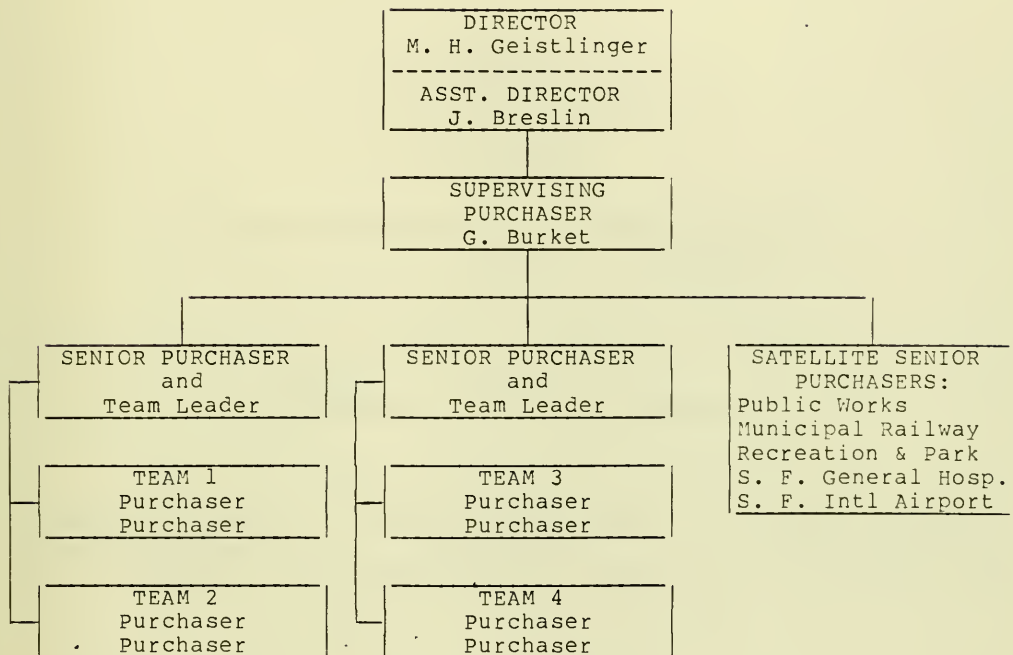 DIRECTOR
M. H. Geistlinger
ASST. DIRECTOR
J. Breslin
SUPERVISING
PURCHASER
G. Burket
SENIOR PURCHASER
and
Team Leader
SENIOR PURCHASER
and
Team Leader
SATELLITE SENIOR
PURCHASERS:
Public Works
Municipal Railway
Recreation & Park
S. F. General Hosp.
S. F. Intl Airport
TEAM 1
Purchaser
Purchaser
TEAM 3
Purchaser
Purchaser
TEAM 2
Purchaser
Purchaser
TEAM 4
Purchaser
Purchaser